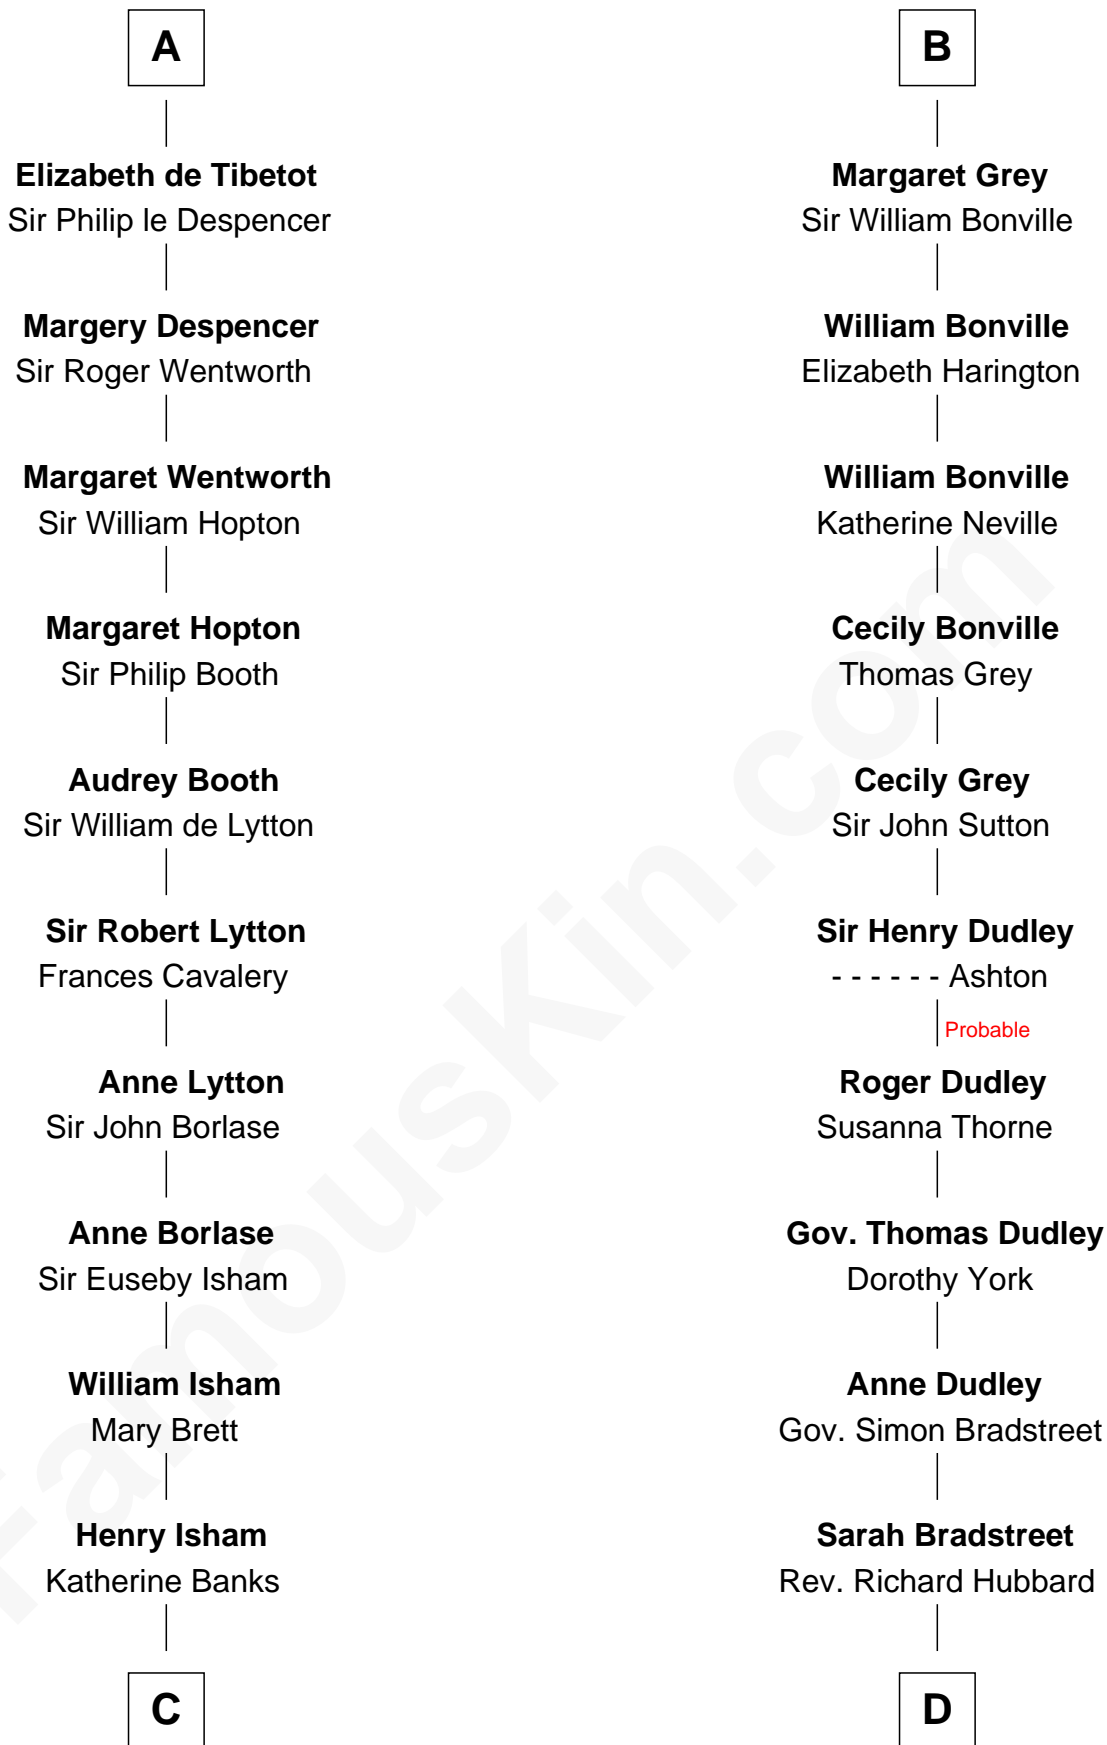 A
Elizabeth de Tibetot
Sir Philip le Despencer
Margery Despencer
Sir Roger Wentworth
Margaret Wentworth
Sir William Hopton
Margaret Hopton
Sir Philip Booth
Audrey Booth
Sir William de Lytton
Sir Robert Lytton
Frances Cavalery
Anne Lytton
Sir John Borlase
Anne Borlase
Sir Euseby Isham
William Isham
Mary Brett
Henry Isham
Katherine Banks
C
B
Margaret Grey
Sir William Bonville
William Bonville
Elizabeth Harington
William Bonville
Katherine Neville
Cecily Bonville
Thomas Grey
Cecily Grey
Sir John Sutton
Sir Henry Dudley
- - - - - - Ashton
Probable
Roger Dudley
Susanna Thorne
Gov. Thomas Dudley
Dorothy York
Anne Dudley
Gov. Simon Bradstreet
Sarah Bradstreet
Rev. Richard Hubbard
D
FamousKin.com